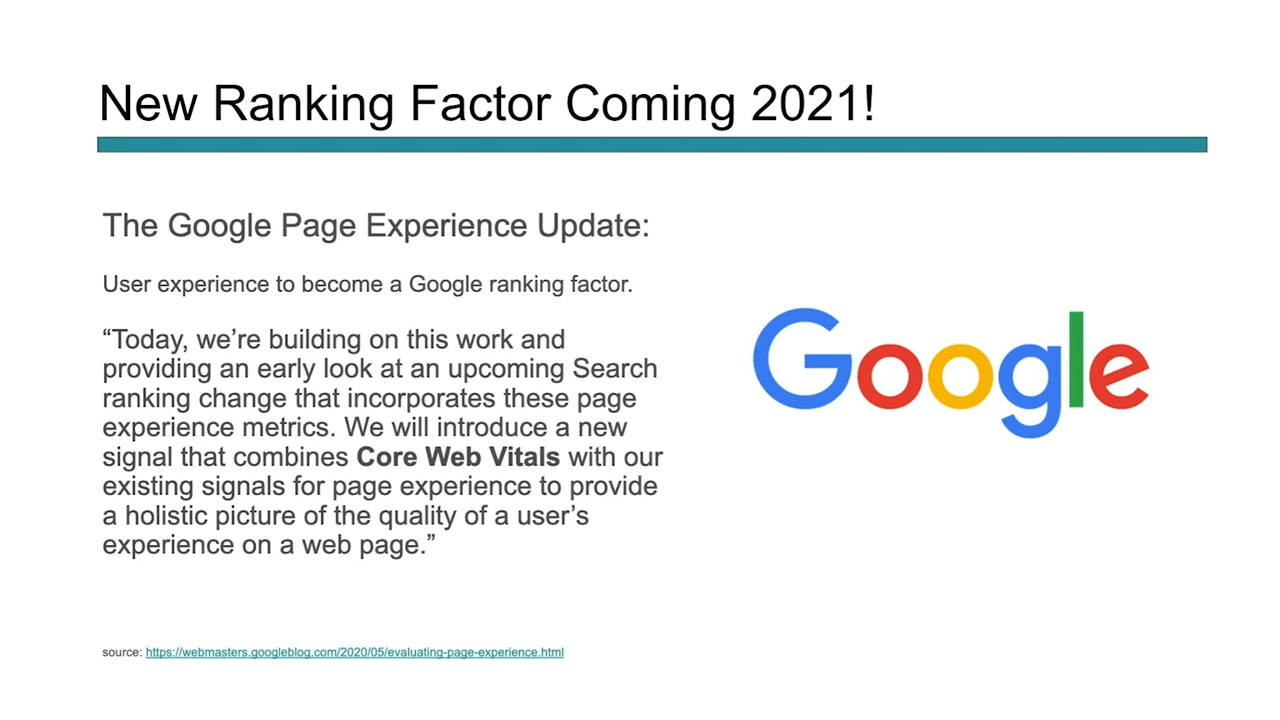 New Ranking Factor Coming 2021!
The Google Page Experience Update:
User experience to become a Google ranking factor.
“Today, we’re building on this work and
providing an early look at an upcoming Search
ranking change that incorporates these page
experience metrics. We will introduce a new
signal that combines Core Web Vitals with our
existing signals for page experience to provide
a holistic picture of the quality of a user’s
experience on a web page.”
Google
source: https://webmasters.googleblog.com/2020/05/evaluating-page-experience.html